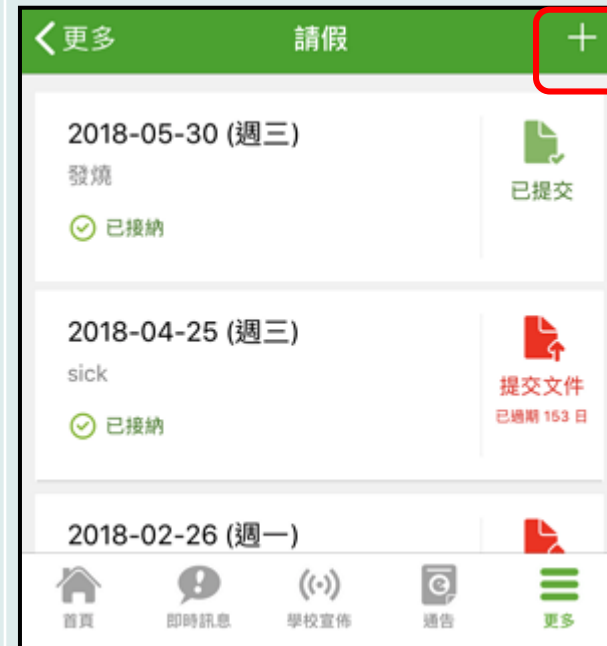 更多
請假
2018-05-30 (週三)
發燒
已接納
已提交
2018-04-25 (週三)
sick
已接納
提交文件
已過期 153 日
2018-02-26 (週一)
首頁
即時訊息
學校宣佈
通告
更多